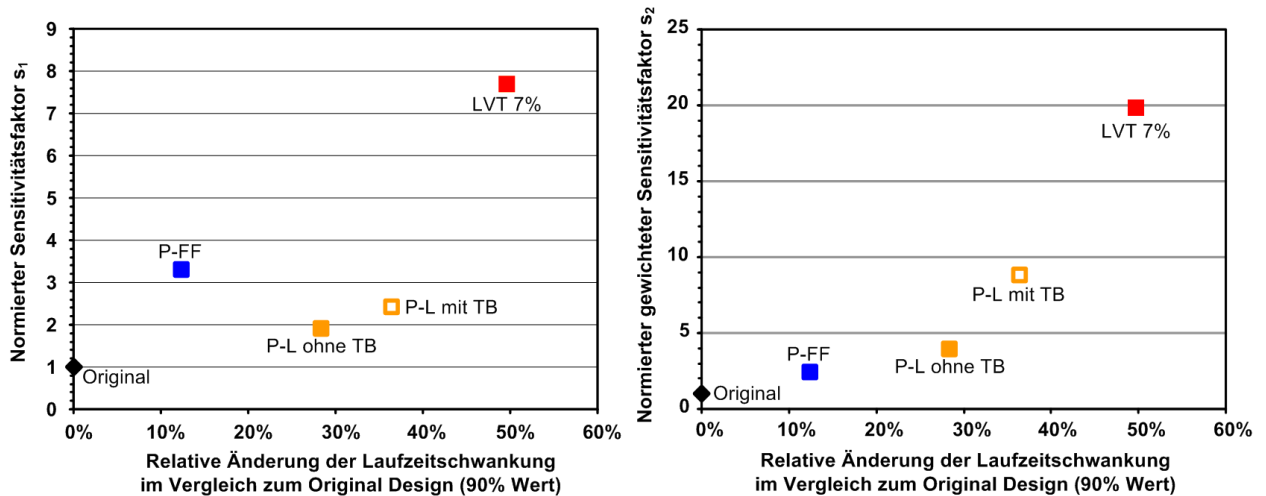 Normierter Sensitivitätsfaktor s1
9
8
7
6
5
4
3
2
1
0
LVT 7%
P-FF
P-L mit TB
P-L ohne TB
Original
0% 10% 20% 30% 40% 50% 60%
Relative Änderung der Laufzeitschwankung
im Vergleich zum Original Design (90% Wert)
Normierter gewichteter Sensitivitätsfaktor s2
25
20
15
10
5
0
LVT 7%
P-L mit TB
P-FF
P-L ohne TB
Original
0% 10% 20% 30% 40% 50% 60%
Relative Änderung der Laufzeitschwankung
im Vergleich zum Original Design (90% Wert)